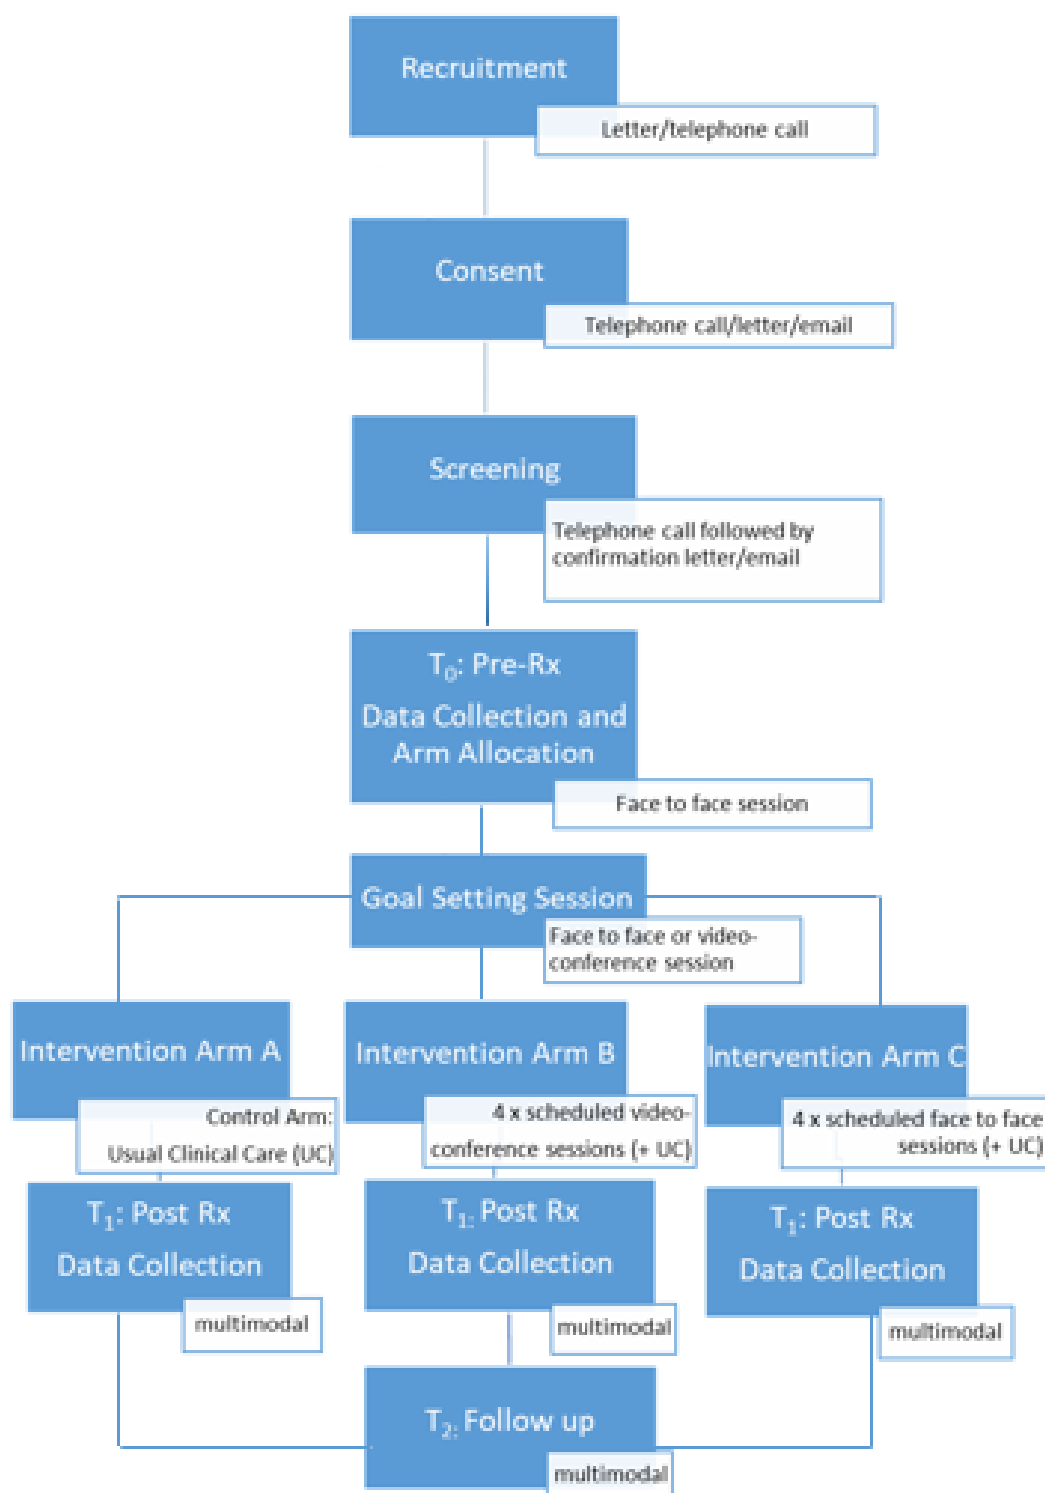 Recruitment
Letter/telephone call
Consent
Telephone call/letter/email
Screening
Telephone call followed by
confirmation letter/email
T₀: Pre-Rx
Data Collection and
Arm Allocation
Face to face session
Goal Setting Session
Face to face or video-
conference session
Intervention Arm A
Control Arm:
Usual Clinical Care (UC)
Intervention Arm B
4 x scheduled video-
conference sessions (+ UC)
Intervention Arm C
4 x scheduled face to face
sessions (+ UC)
T₁: Post Rx
Data Collection
multimodal
T₁: Post Rx
Data Collection
multimodal
T₁: Post Rx
Data Collection
multimodal
T₂: Follow up
multimodal